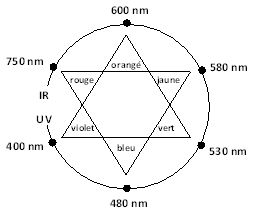 600 nm
750 nm
orangé
580 nm
rouge
jaune
IR
UV
violet
vert
400 nm
bleu
530 nm
480 nm